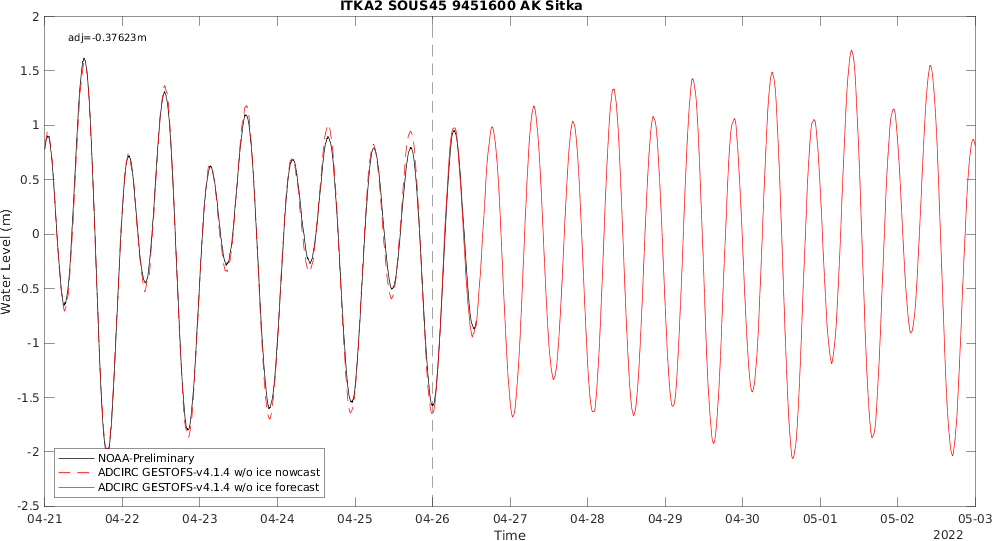 ITKA2 SOUS45 9451600 AK Sitka
adj=-0.37623m
2
1.5
1
0.5
0
-0.5
-1
-1.5
-2
-2.5
Water Level (m)
NOAA-Preliminary
ADCIRC GESTOFS-v4.1.4 w/o ice nowcast
ADCIRC GESTOFS-v4.1.4 w/o ice forecast
04-21 04-22 04-23 04-24 04-25 04-26 04-27 04-28 04-29 04-30 05-01 05-02 05-03
Time
2022